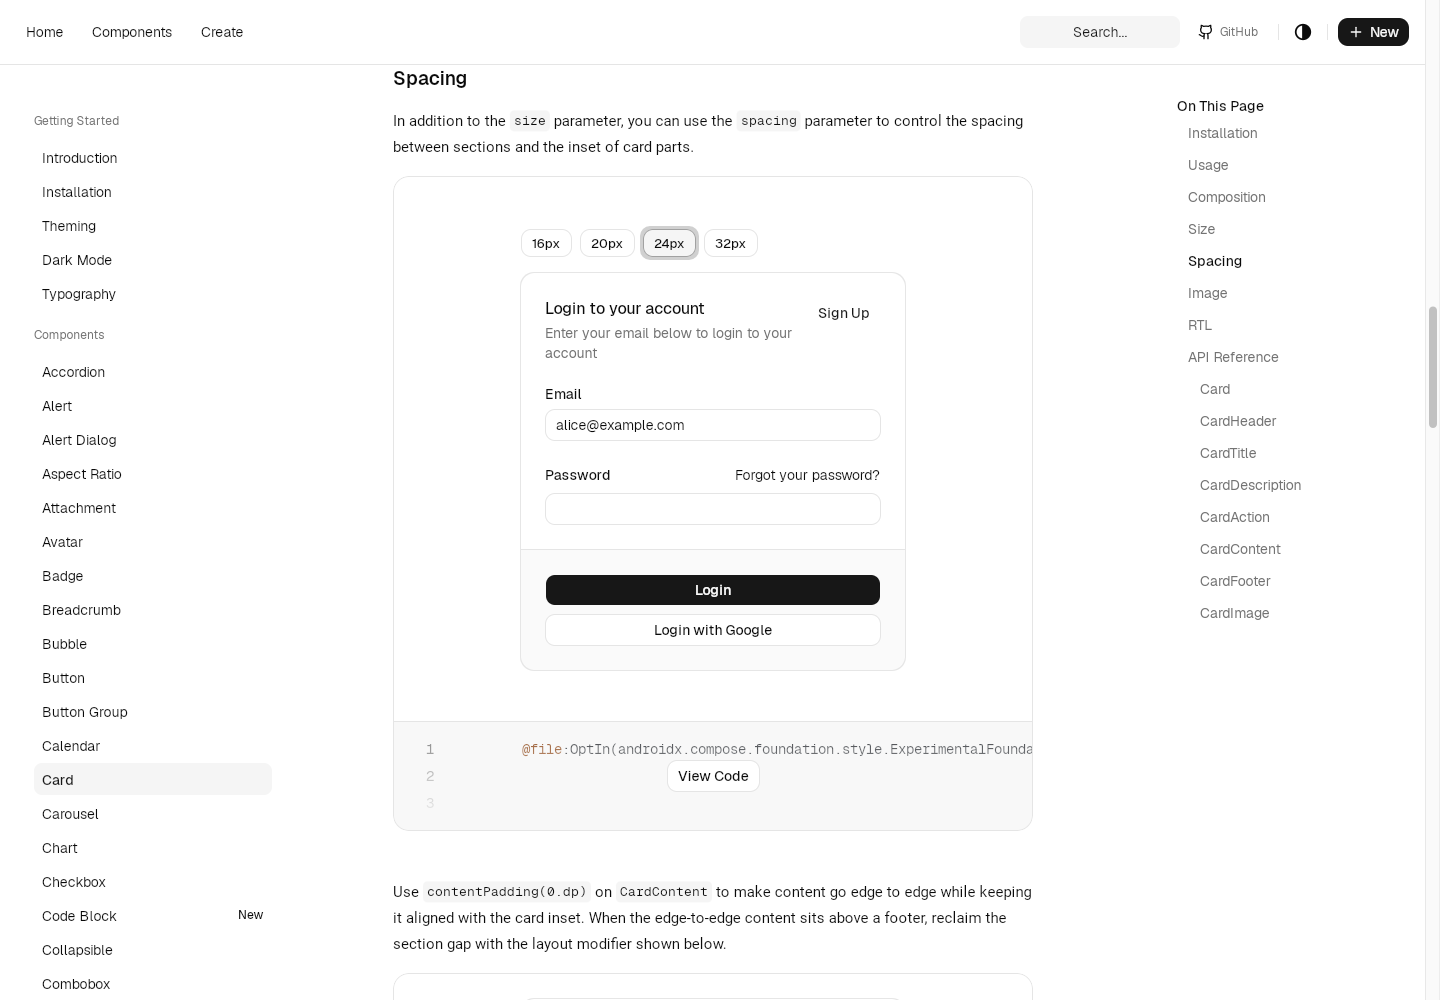 Home Components Create Search... GitHub New
Getting Started
Introduction
Installation
Theming
Dark Mode
Typography
Components
Accordion
Alert
Alert Dialog
Aspect Ratio
Attachment
Avatar
Badge
Breadcrumb
Bubble
Button
Button Group
Calendar
Card
Carousel
Chart
Checkbox
Code Block New
Collapsible
Combobox
Spacing
In addition to the size parameter, you can use the spacing parameter to control the spacing
between sections and the inset of card parts.
16px 20px 24px 32px
Login to your account
Sign Up
Enter your email below to login to your
account
Email
alice@example.com
Password Forgot your password?
Login
Login with Google
1 @file:OptIn(androidx.compose.foundation.style.ExperimentalFounda
2
View Code
3
Use contentPadding(0.dp) on CardContent to make content go edge to edge while keeping
it aligned with the card inset. When the edge-to-edge content sits above a footer, reclaim the
section gap with the layout modifier shown below.
On This Page
Installation
Usage
Composition
Size
Spacing
Image
RTL
API Reference
Card
CardHeader
CardTitle
CardDescription
CardAction
CardContent
CardFooter
CardImage